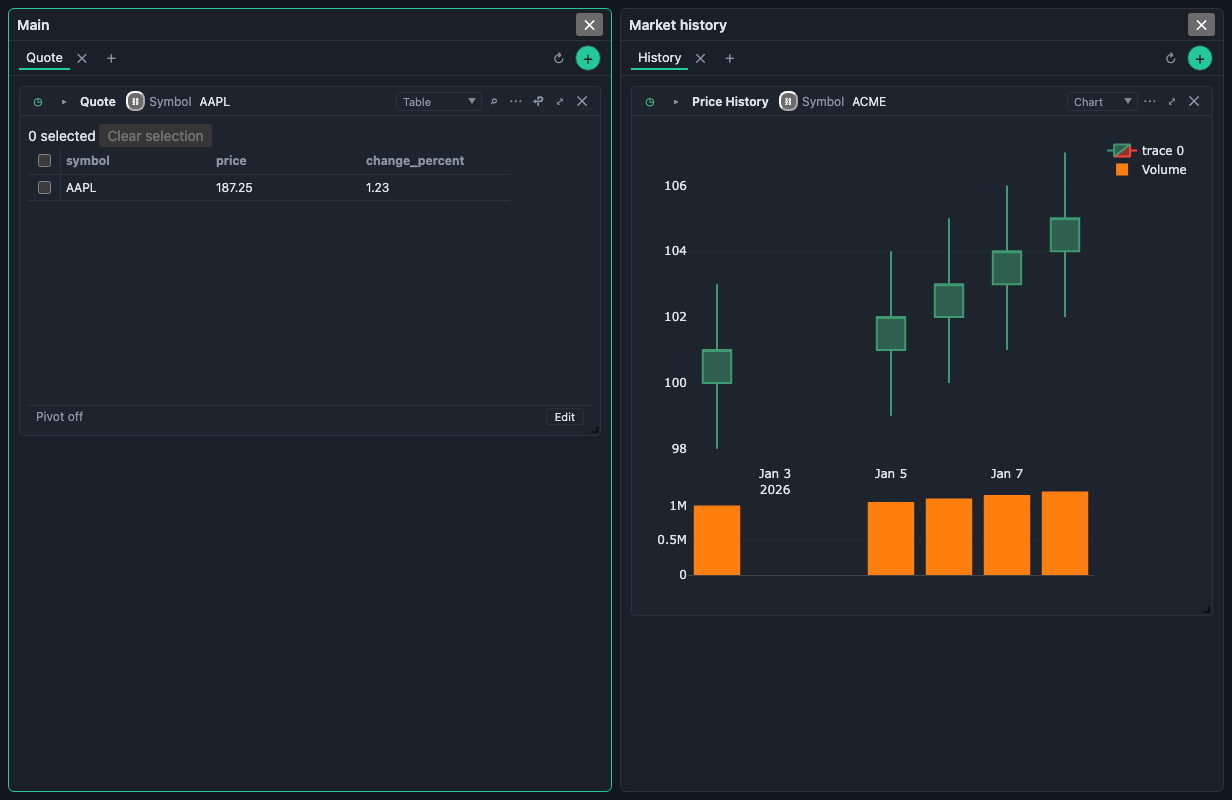 Main
Quote
Quote Symbol AAPL Table
0 selected Clear selection
symbol price change_percent
AAPL 187.25 1.23
Pivot off Edit
Market history
History
Price History Symbol ACME Chart
trace 0
Volume
106
104
102
100
98
Jan 3 Jan 5 Jan 7
2026
1M
0.5M
0